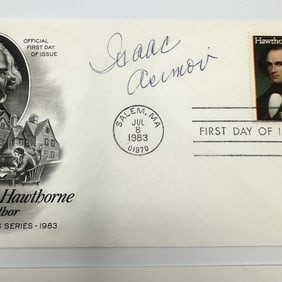 OFFICIAL
FIRST DAY
OF ISSUE
Isaac
Asimov
Hawthorne
SALEM, MA
JUL
8
1983
01970
FIRST DAY OF I
Hawthorne
thor
S SERIES - 1983